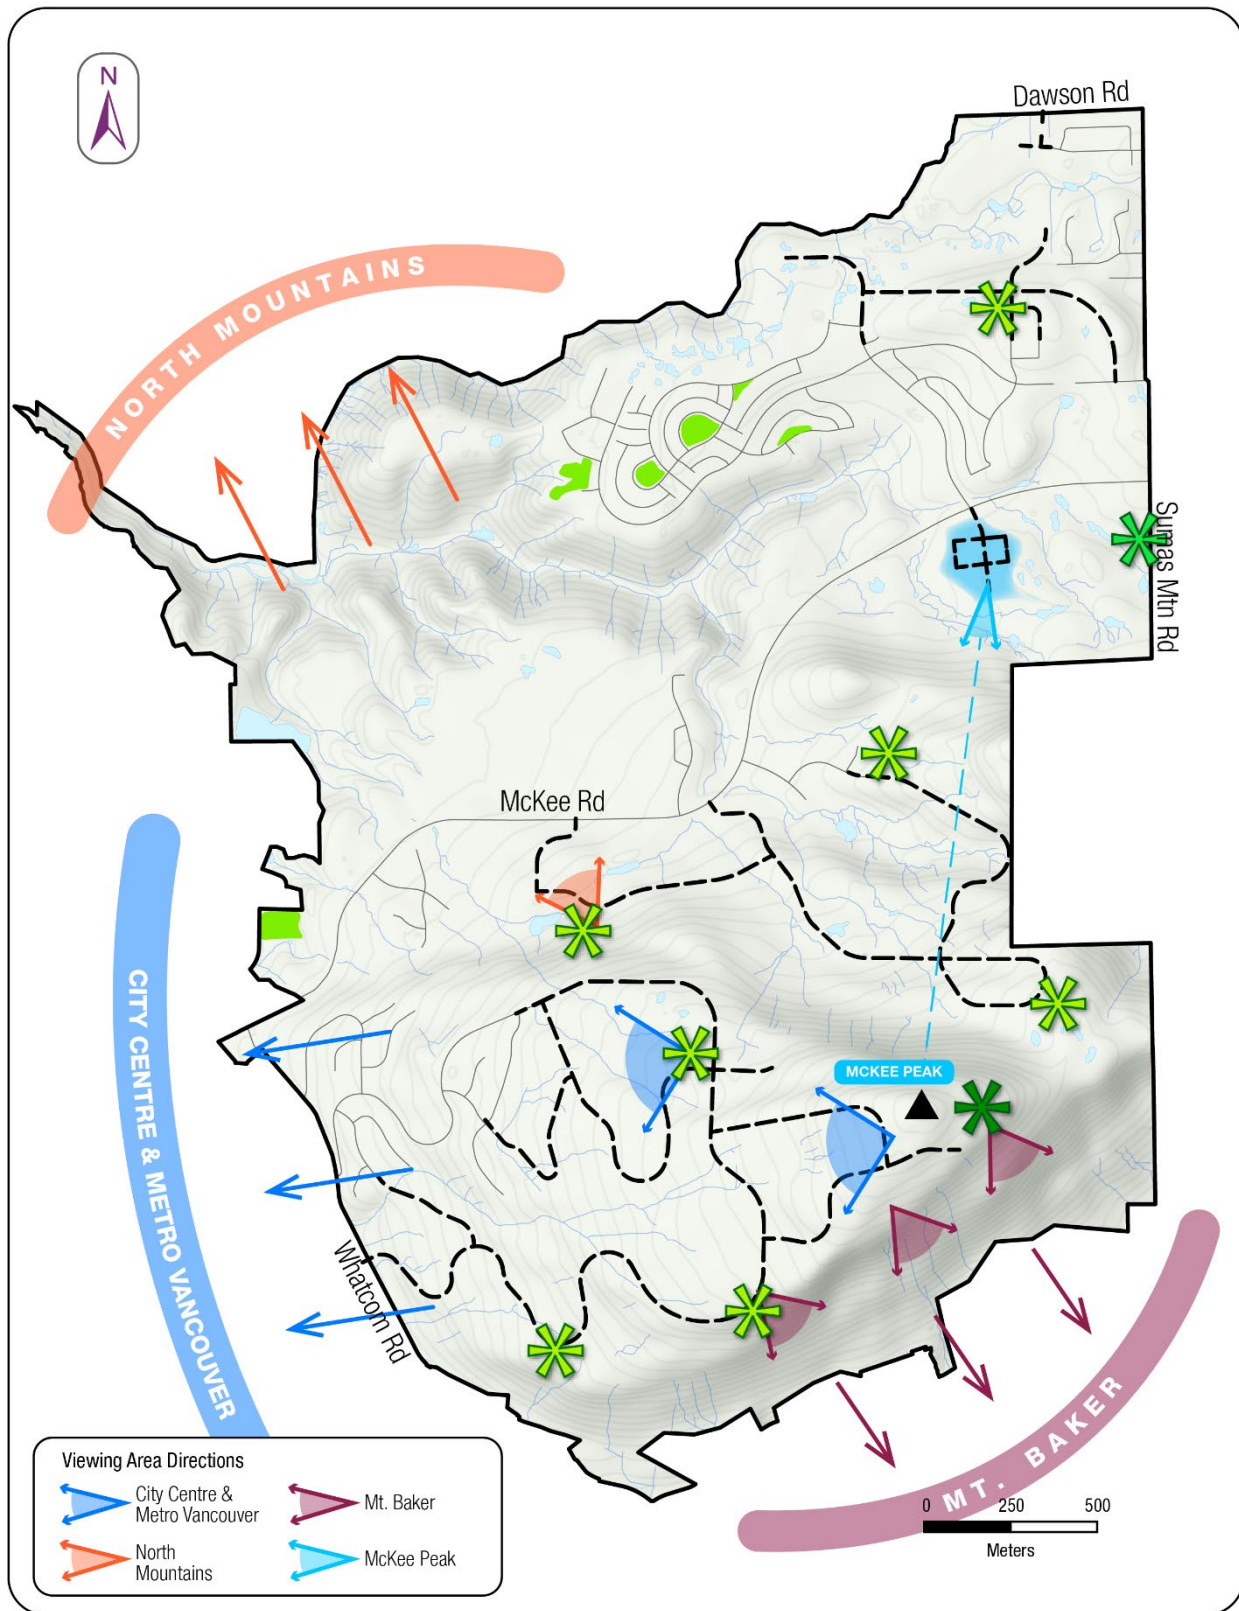 N
Dawson Rd
NORTH MOUNTAINS
Sumas Mtn Rd
McKee Rd
CITY CENTRE & METRO VANCOUVER
MCKEE PEAK
Whatcom Rd
MT. BAKER
Viewing Area Directions
City Centre &
Metro Vancouver
Mt. Baker
North
Mountains
McKee Peak
0 250 500
Meters